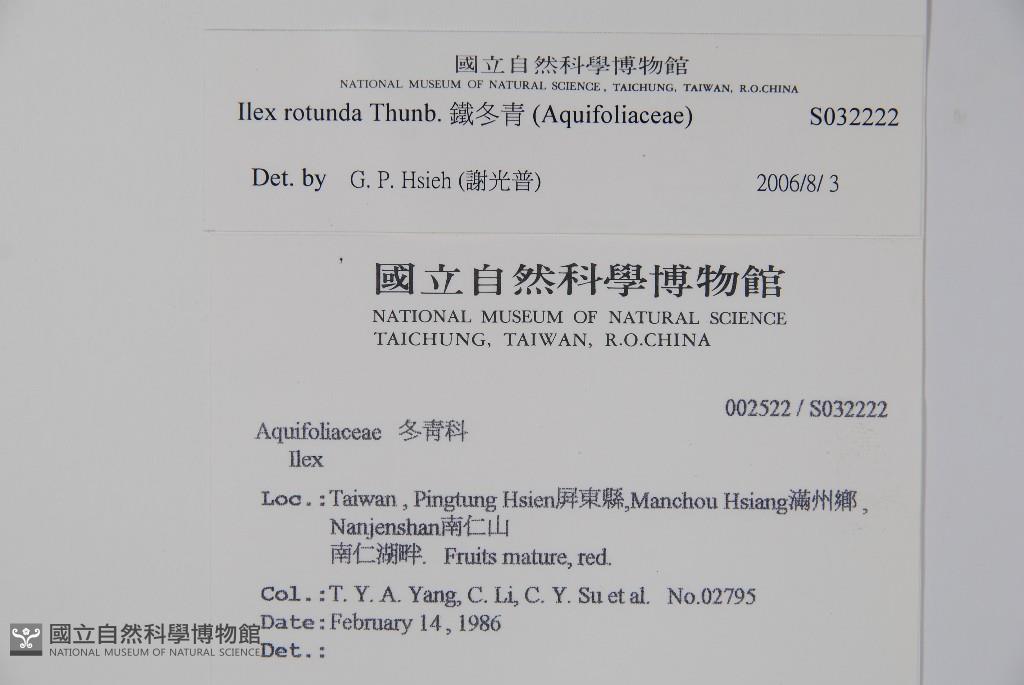 國立自然科學博物館
NATIONAL MUSEUM OF NATURAL SCIENCE, TAICHUNG, TAIWAN, R.O.CHINA
Ilex rotunda Thunb. 鐵冬青 (Aquifoliaceae) S032222
Det. by G. P. Hsieh (謝光普) 2006/8/ 3
國立自然科學博物館
NATIONAL MUSEUM OF NATURAL SCIENCE
TAICHUNG, TAIWAN, R.O.CHINA
002522 / S032222
Aquifoliaceae 冬青科
Ilex
Loc.: Taiwan , Pingtung Hsien屏東縣,Manchou Hsiang滿州鄉 ,
Nanjenshan南仁山
南仁湖畔. Fruits mature, red.
Col.: T. Y. A. Yang, C. Li, C. Y. Su et al. No.02795
Date: February 14 , 1986
Det.:
國立自然科學博物館
NATIONAL MUSEUM OF NATURAL SCIENCE